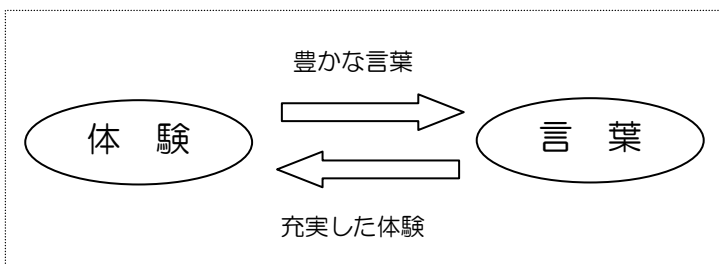 豊かな言葉
体　験
言　葉
充実した体験